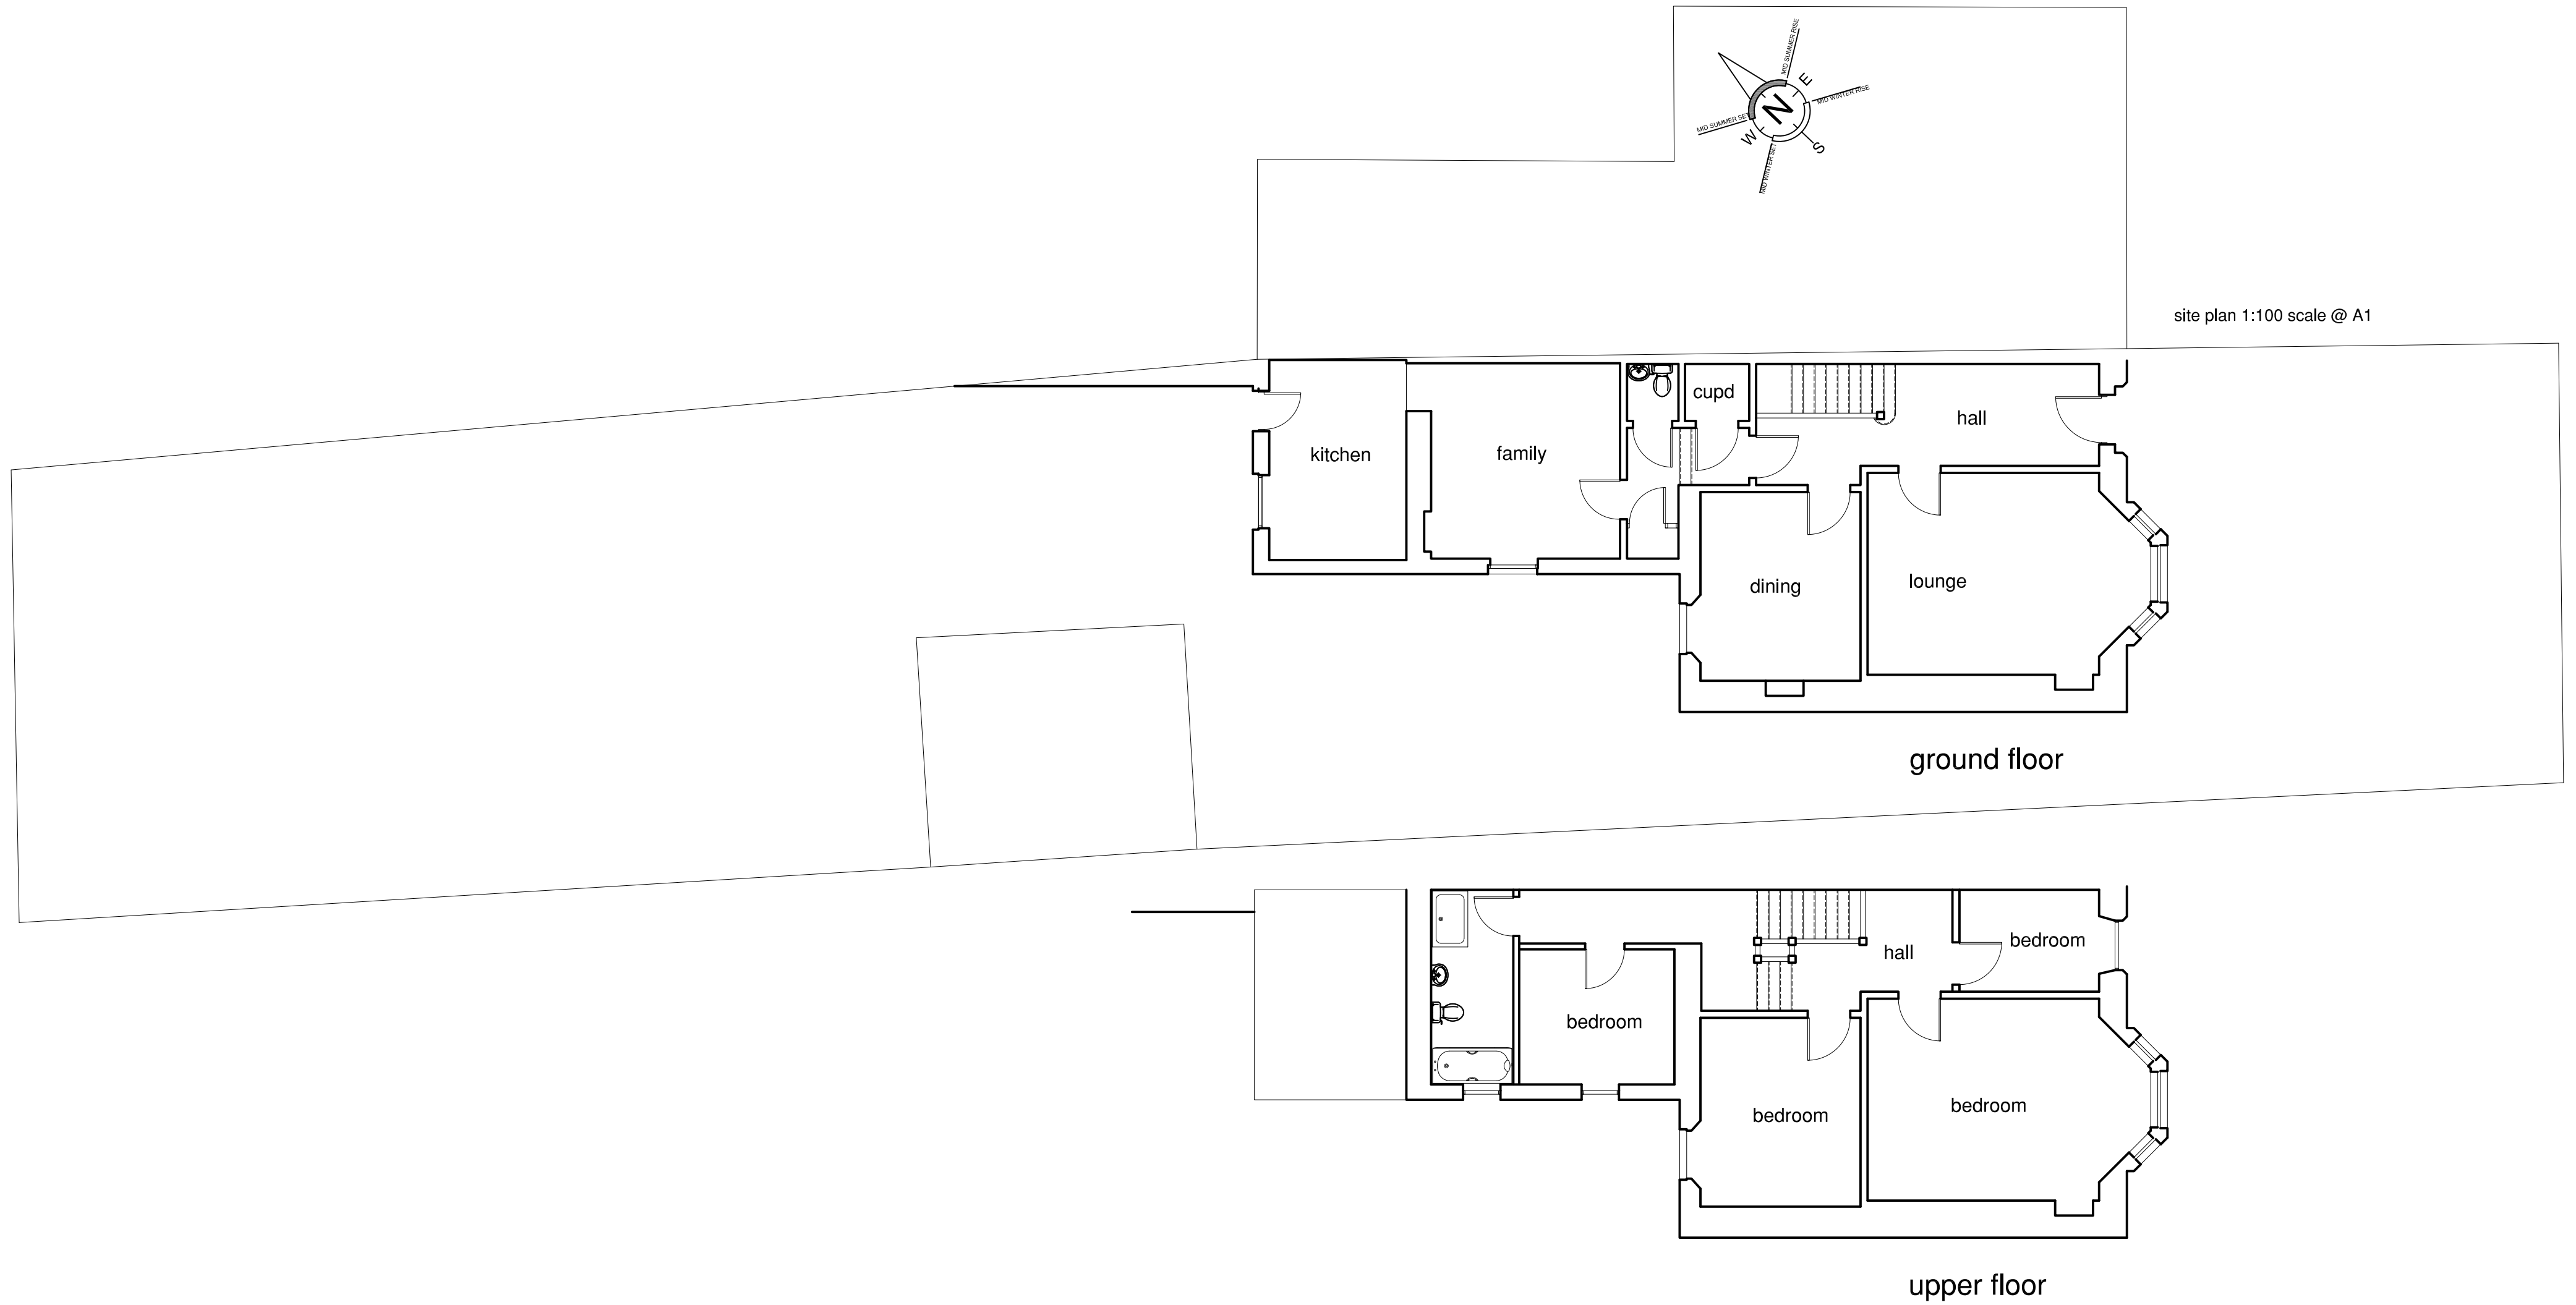 MID SUMMER RISE
E
MID WINTER RISE
N
MID SUMMER SET
W
S
MID WINTER SET
site plan 1:100 scale @ A1
cupd
hall
kitchen
family
dining
lounge
ground floor
hall
bedroom
bedroom
bedroom
bedroom
upper floor